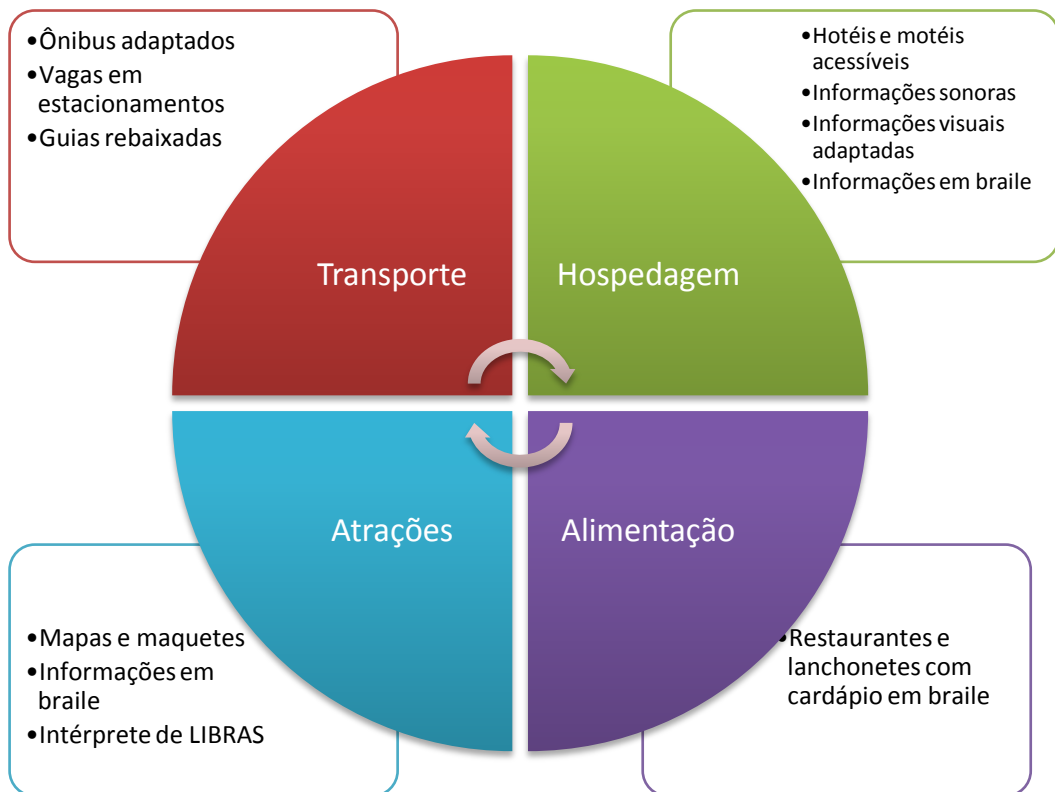 •Ônibus adaptados
•Vagas em
estacionamentos
•Guias rebaixadas
•Hotéis e motéis
acessíveis
•Informações sonoras
•Informações visuais
adaptadas
•Informações em braile
Transporte
Hospedagem
Atrações
Alimentação
•Mapas e maquetes
•Informações em
braile
•Intérprete de LIBRAS
•Restaurantes e
lanchonetes com
cardápio em braile